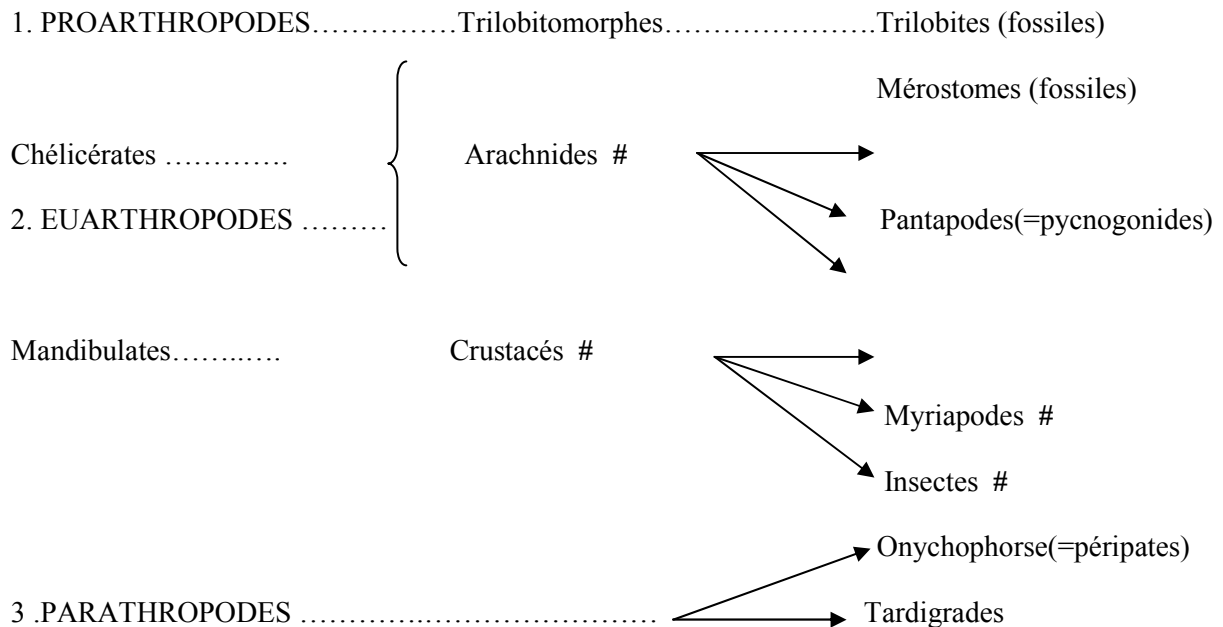 1. PROARTHROPODES……………Trilobitomorphes………………….Trilobites (fossiles)
Mérostomes (fossiles)
Chélicérates ………….
Arachnides #
2. EUARTHROPODES ………
Pantapodes(=pycnogonides)
Mandibulates……..….
Crustacés #
Myriapodes #
Insectes #
Onychophorse(=péripates)
3 .PARATHROPODES ………….……………………
Tardigrades